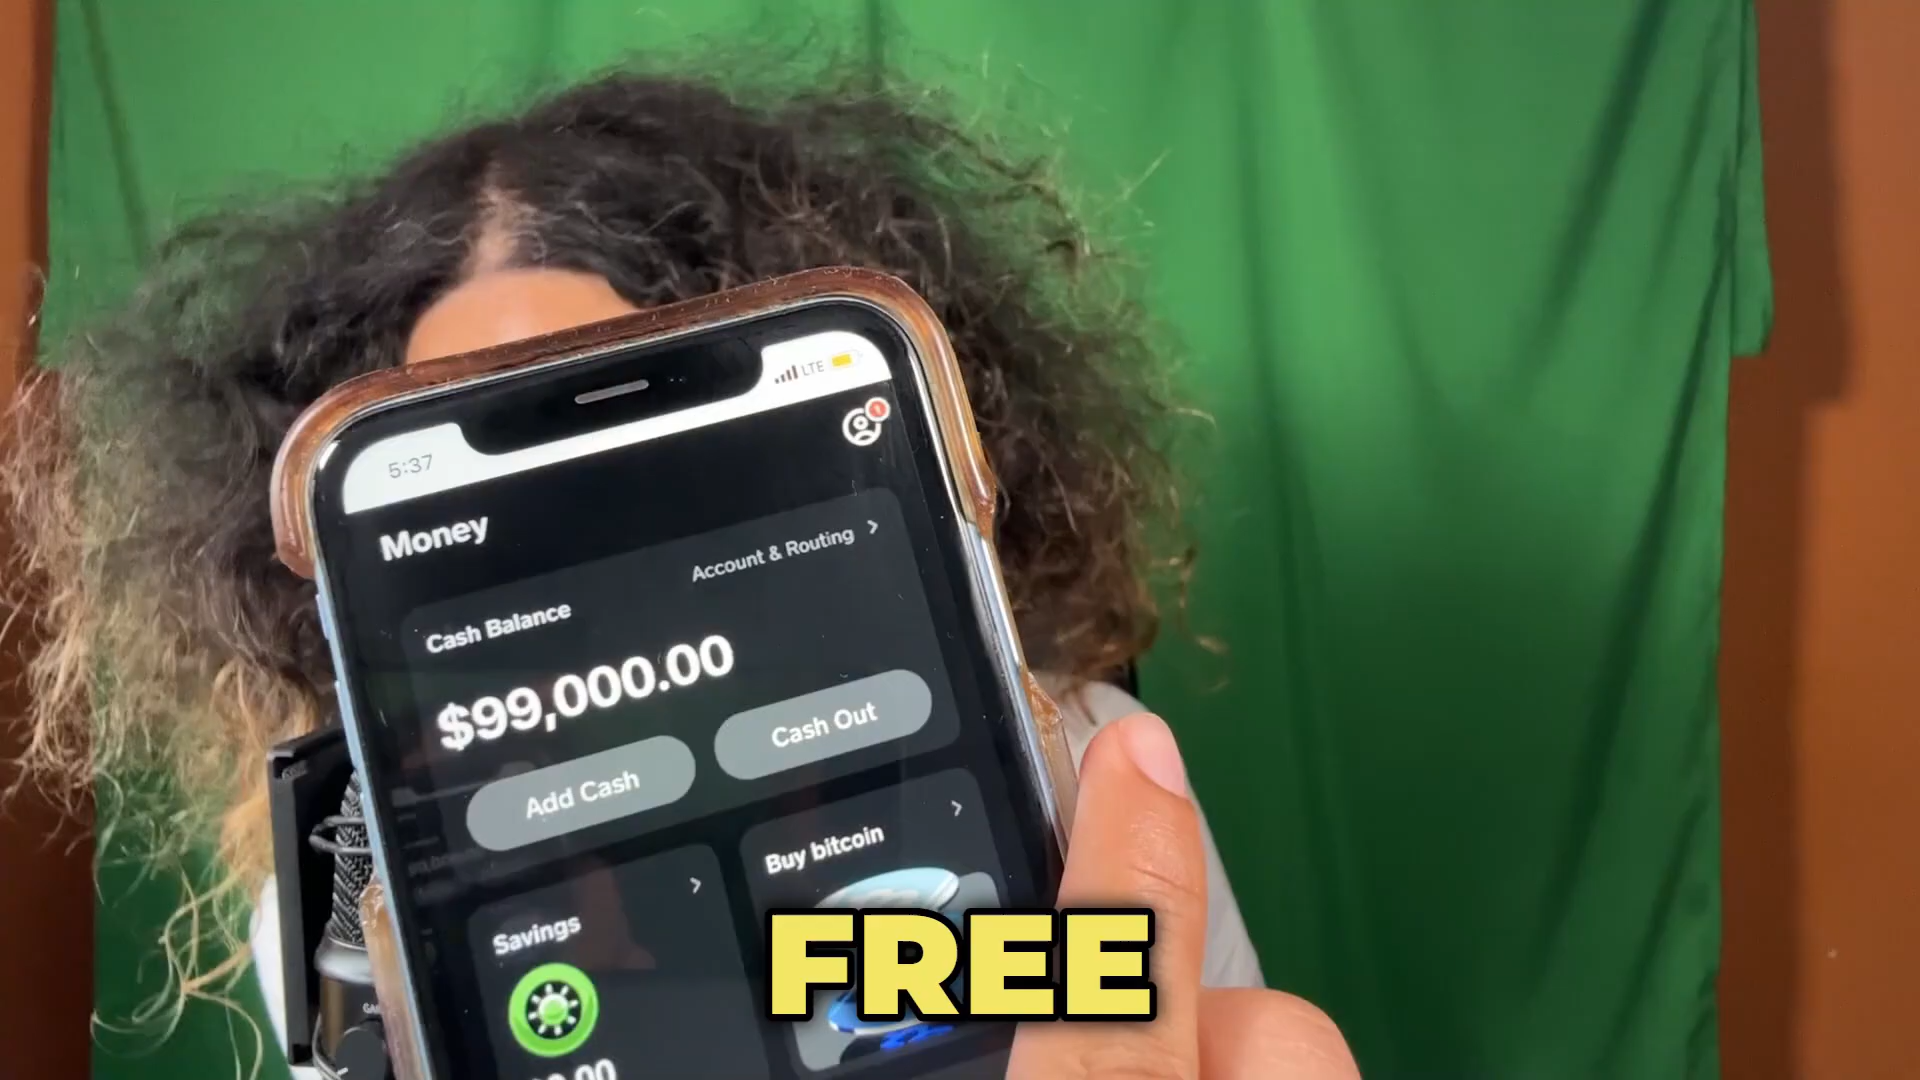 LTE
5:37
1
Money
Account & Routing
Cash Balance
$99,000.00
Add Cash
Cash Out
Buy bitcoin
Savings
FREE